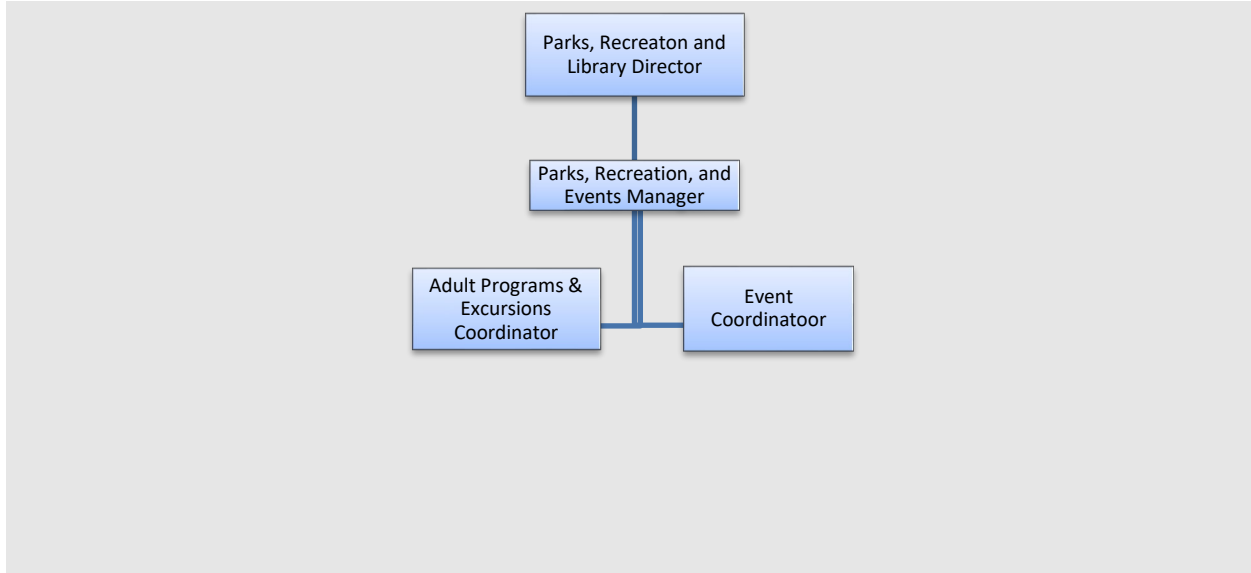 Parks, Recreaton and
Library Director
Parks, Recreation, and
Events Manager
Adult Programs &
Excursions
Coordinator
Event
Coordinatoor